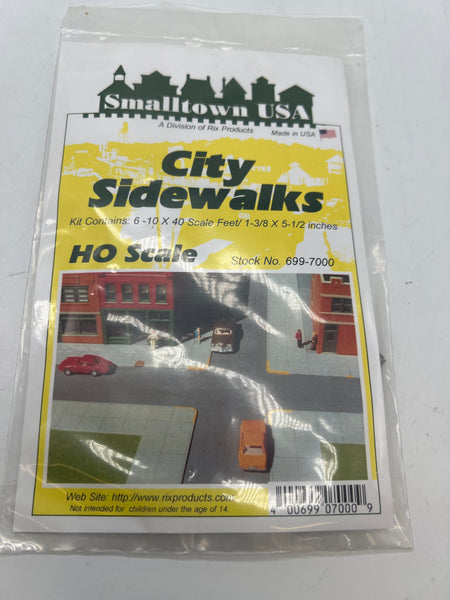 Smalltown USA
A Division of Rix Products
Made in USA
City
Sidewalks
Kit Contains: 6 -10 X 40 Scale Feet/ 1-3/8 X 5-1/2 inches
HO Scale
Stock No. 699-7000
Web Site: http://www.rixproducts.com
Not intended for children under the age of 14.
4 00699 07000 9